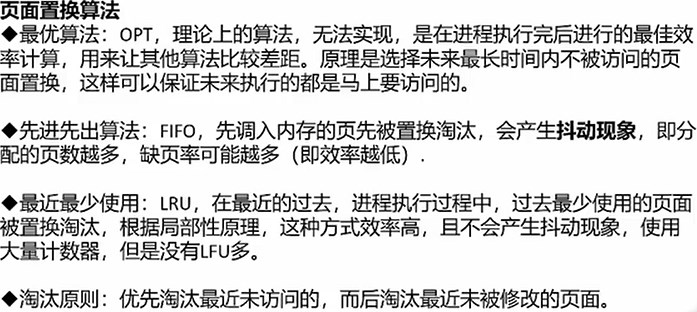 页面置换算法
◆最优算法：OPT，理论上的算法，无法实现，是在进程执行完后进行的最佳效
率计算，用来让其他算法比较差距。原理是选择未来最长时间内不被访问的页
面置换，这样可以保证未来执行的都是马上要访问的。
◆先进先出算法：FIFO，先调入内存的页先被置换淘汰，会产生抖动现象，即分
配的页数越多，缺页率可能越多（即效率越低）.
◆最近最少使用：LRU，在最近的过去，进程执行过程中，过去最少使用的页面
被置换淘汰，根据局部性原理，这种方式效率高，且不会产生抖动现象，使用
大量计数器，但是没有LFU多。
◆淘汰原则：优先淘汰最近未访问的，而后淘汰最近未被修改的页面。